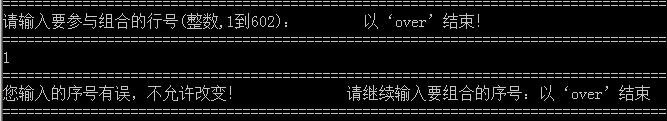 请输入要参与组合的行号(整数,1到602)： 以‘over’结束!
1
您输入的序号有误，不允许改变! 请继续输入要组合的序号：以‘over’结束